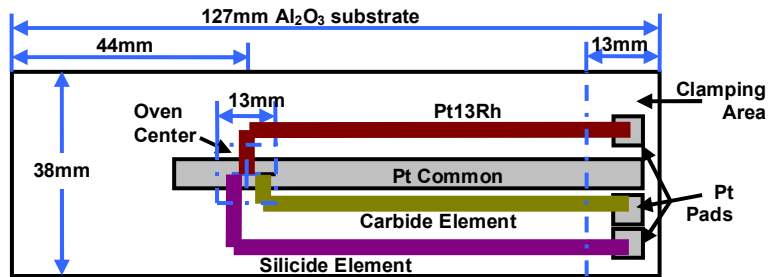 127mm Al₂O₃ substrate
44mm
13mm
Oven
Center
13mm
Pt13Rh
Clamping
Area
38mm
Pt Common
Pt
Pads
Carbide Element
Silicide Element